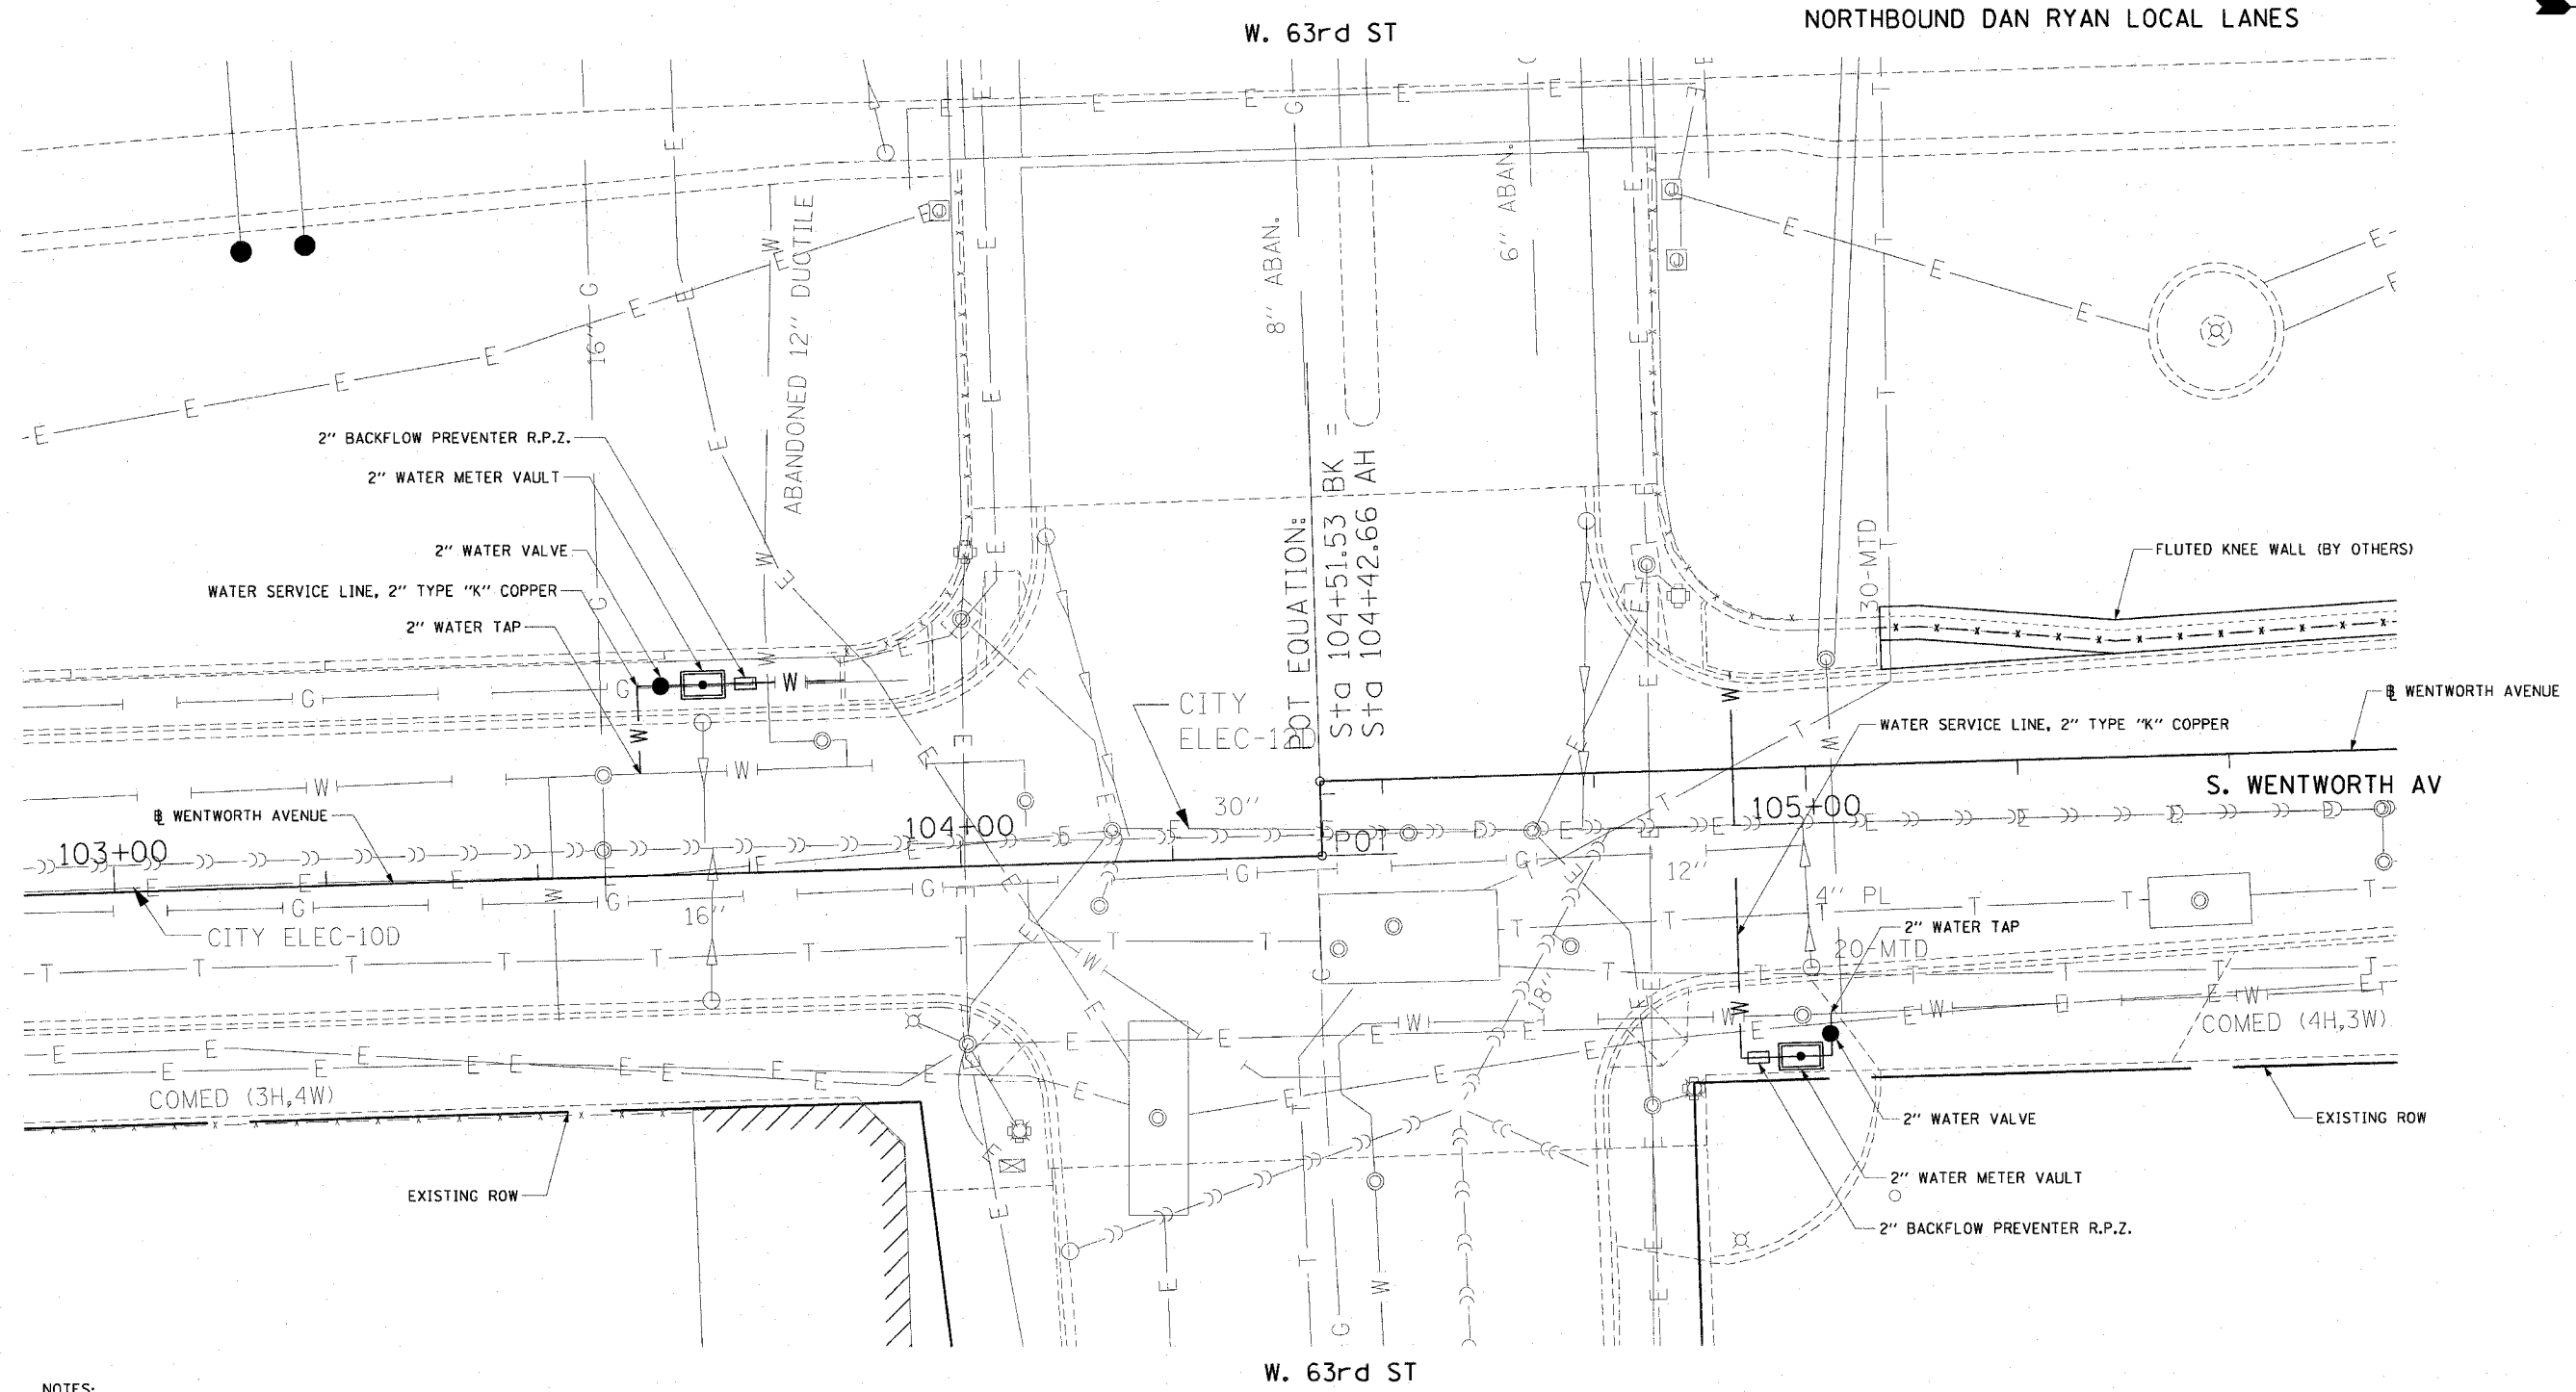 W. 63rd ST
NORTHBOUND DAN RYAN LOCAL LANES
16"
ABANDONED 12" DUCTILE
8" ABAN.
6" ABAN.
2" BACKFLOW PREVENTER R.P.Z.
2" WATER METER VAULT
2" WATER VALVE
WATER SERVICE LINE, 2" TYPE "K" COPPER
2" WATER TAP
POT EQUATION:
Sta 104+51.53 BK =
Sta 104+42.66 AH (
30-MTD
FLUTED KNEE WALL (BY OTHERS)
CITY
ELEC-12D
℄ WENTWORTH AVENUE
WATER SERVICE LINE, 2" TYPE "K" COPPER
S. WENTWORTH AV
℄ WENTWORTH AVENUE
103+00
104+00
30"
POT
105+00
12"
16"
4" PL
CITY ELEC-10D
2" WATER TAP
20-MTD
18"
COMED (4H,3W)
COMED (3H,4W)
2" WATER VALVE
EXISTING ROW
2" WATER METER VAULT
EXISTING ROW
2" BACKFLOW PREVENTER R.P.Z.
W. 63rd ST
NOTES: